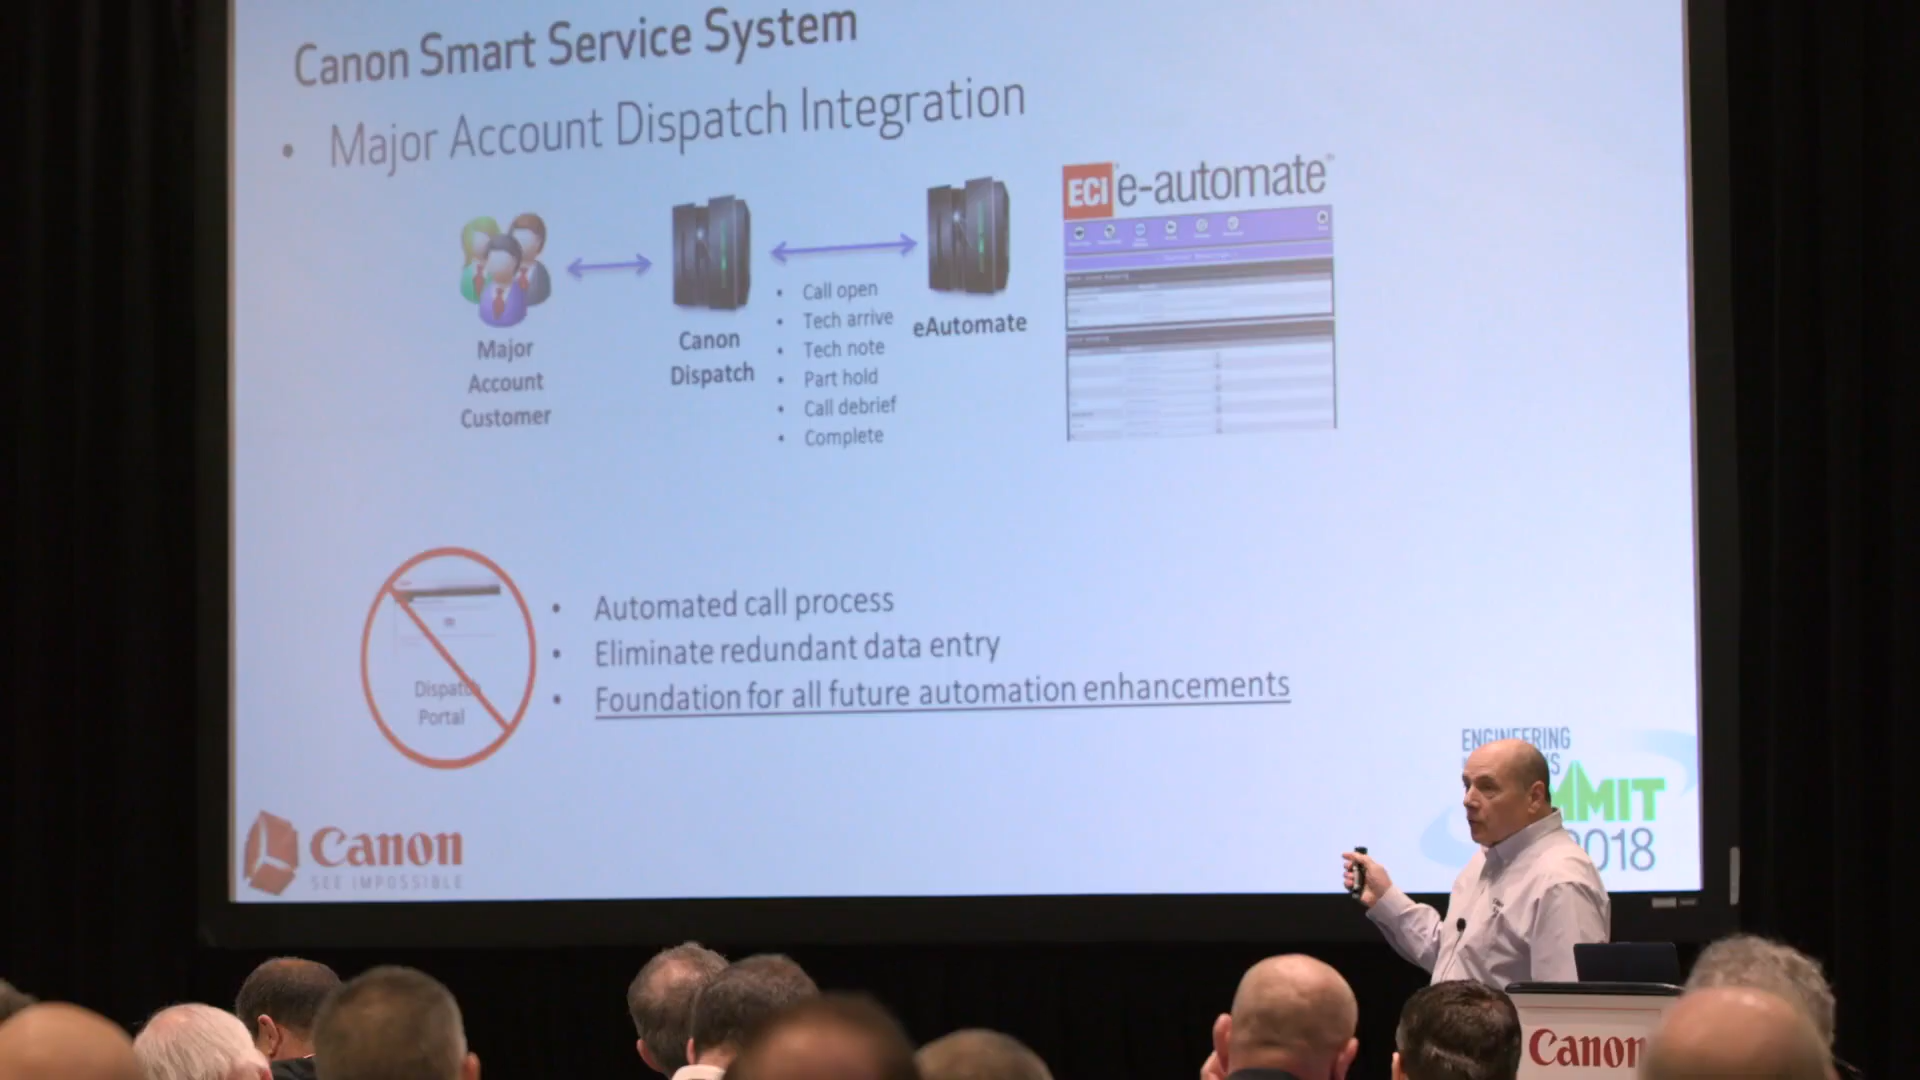 Canon Smart Service System
• Major Account Dispatch Integration
ECI e-automate®
Major
Account
Customer
Canon
Dispatch
• Call open
• Tech arrive
• Tech note
• Part hold
• Call debrief
• Complete
eAutomate
Dispatch
Portal
• Automated call process
• Eliminate redundant data entry
• Foundation for all future automation enhancements
Canon
SEE IMPOSSIBLE
ENGINEERING
MMIT
2018
Canon